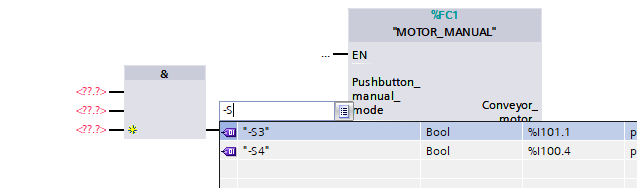 %FC1
"MOTOR_MANUAL"
... EN
&
<??.?>
<??.?>
<??.?>
Pushbutton_
manual_
mode
Conveyor_
motor
-S
"-S3" Bool %I101.1 p
"-S4" Bool %I100.4 p